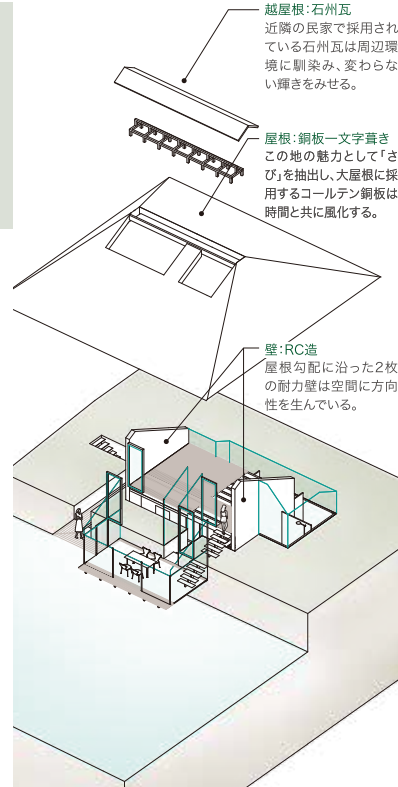 越屋根：石州瓦
近隣の民家で採用され
ている石州瓦は周辺環
境に馴染み、変わらな
い輝きをみせる。
屋根：銅板一文字葺き
この地の魅力として「さ
び」を抽出し、大屋根に採
用するコールテン銅板は
時間と共に風化する。
壁：RC造
屋根勾配に沿った2枚
の耐力壁は空間に方向
性を生んでいる。